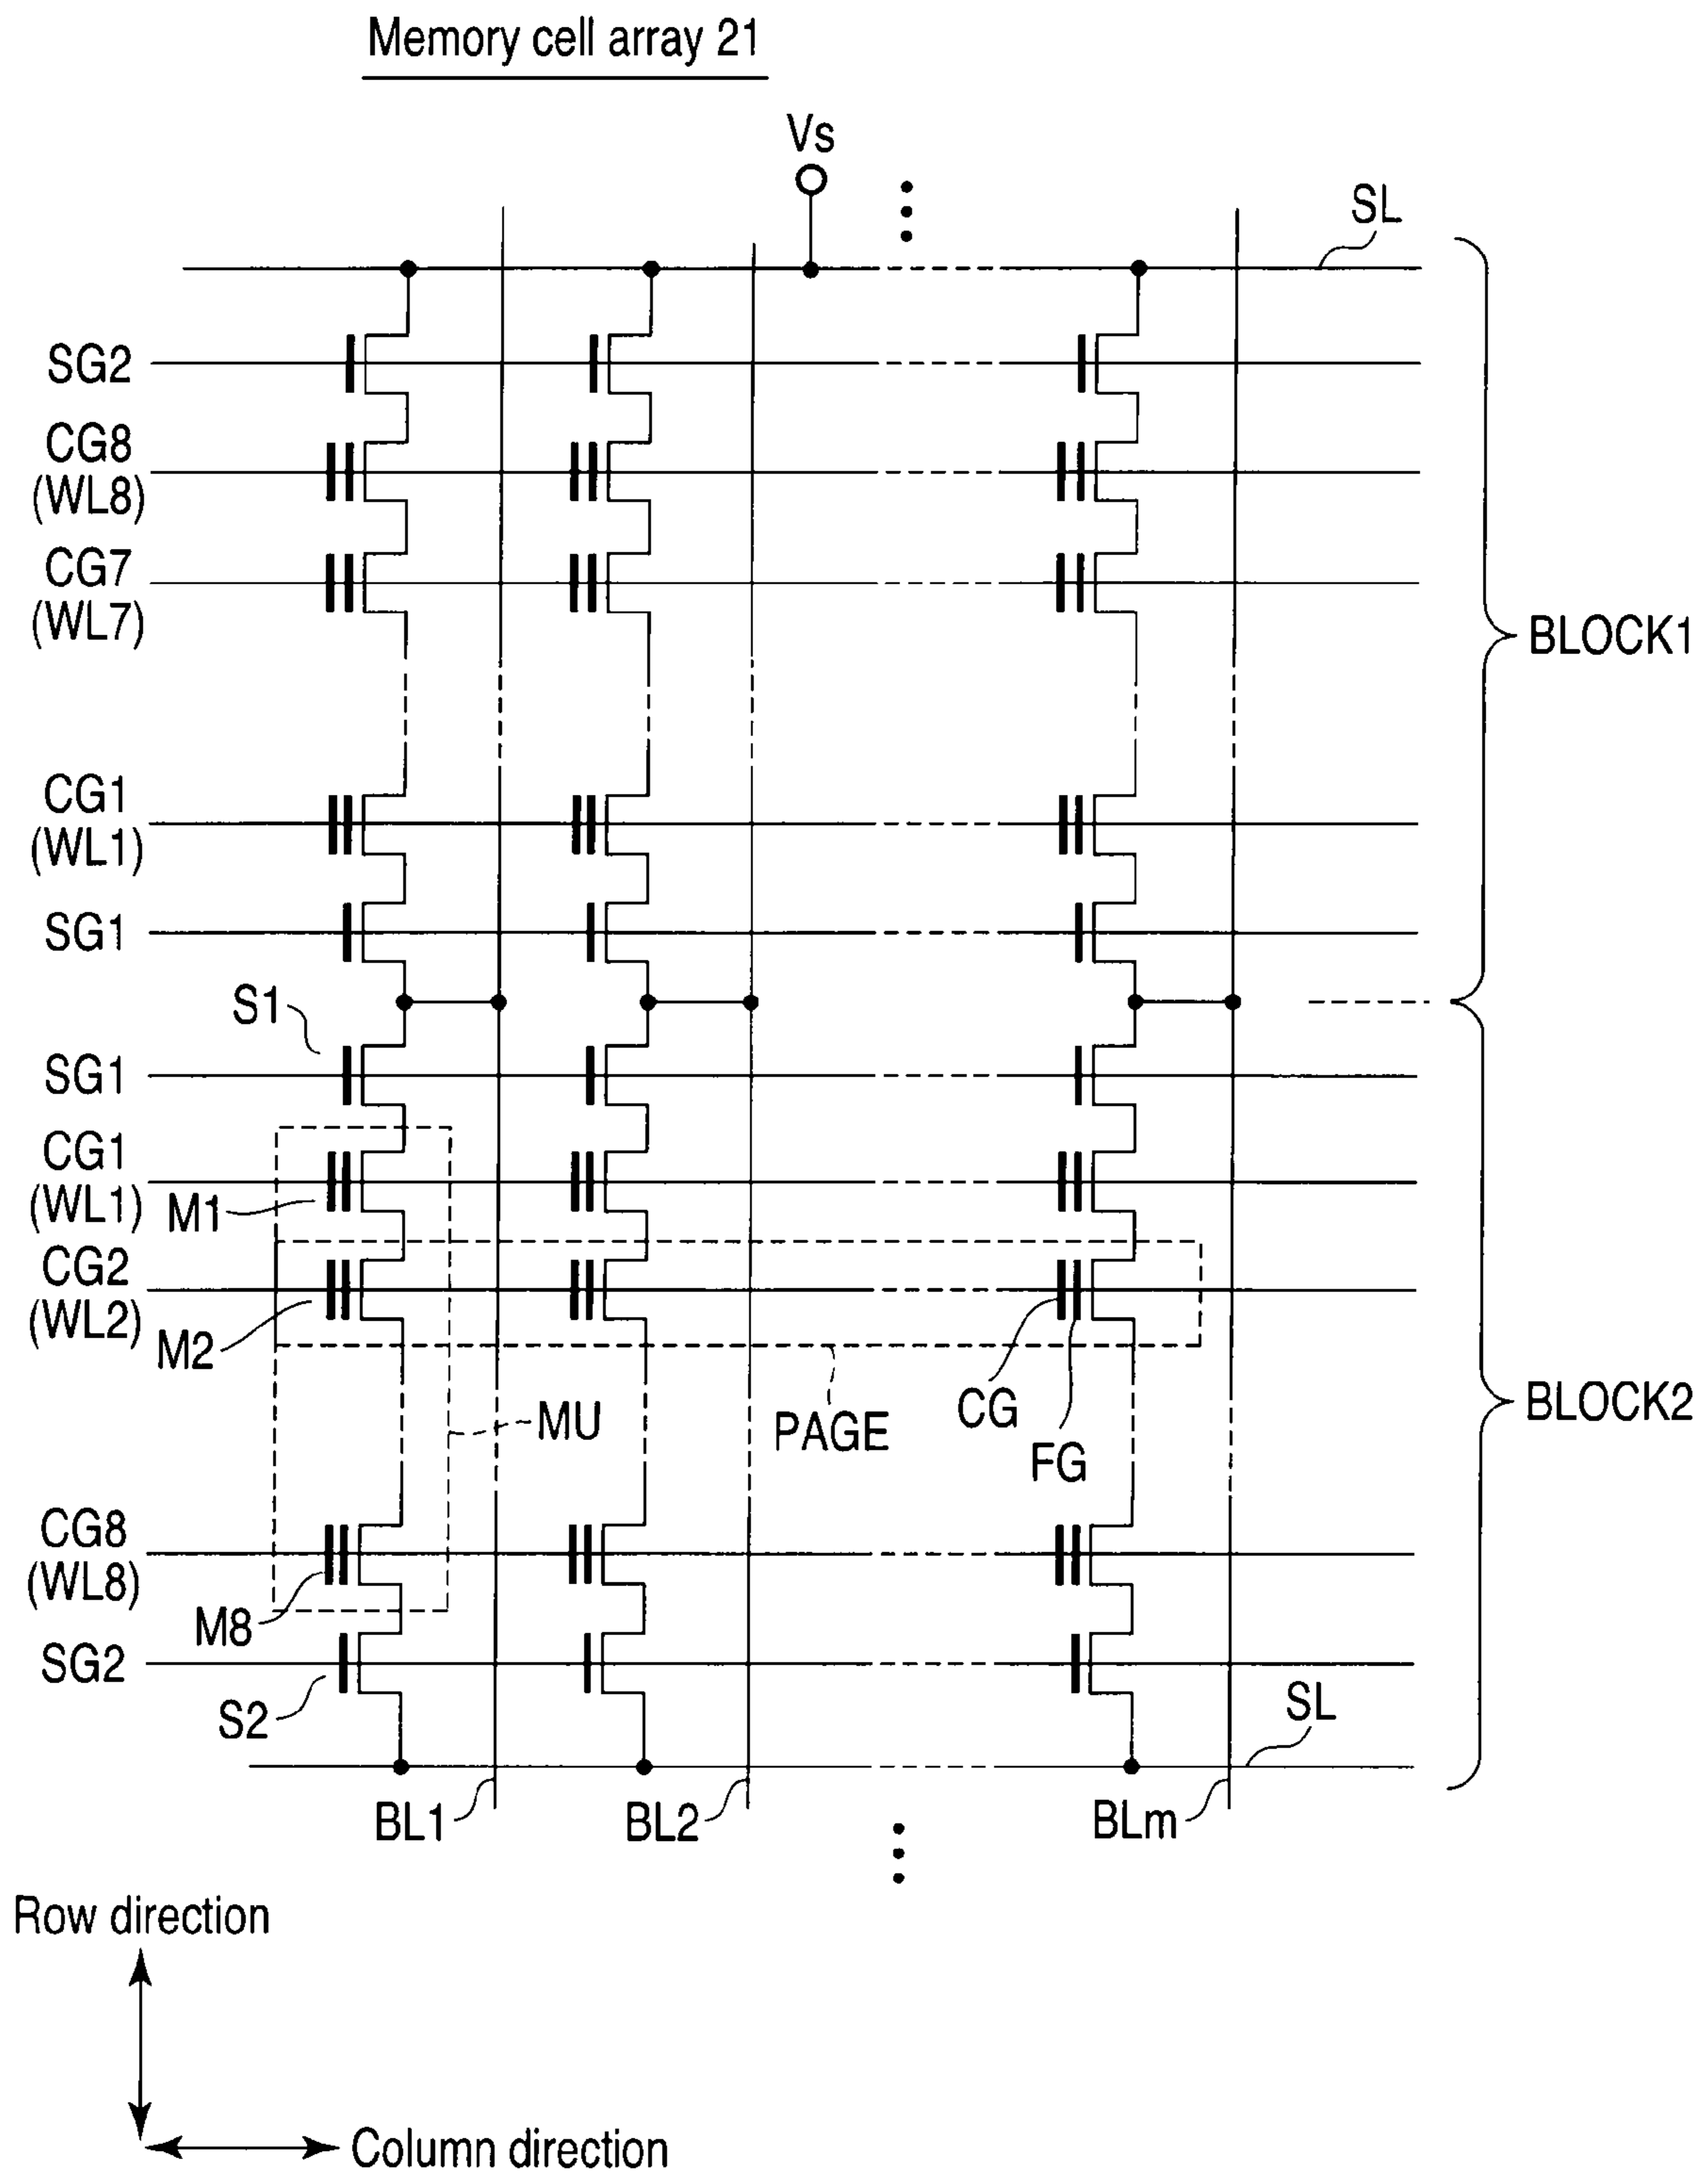 Memory cell array 21
Vs
SL
SG2
CG8
(WL8)
CG7
(WL7)
BLOCK1
CG1
(WL1)
SG1
S1
SG1
CG1
(WL1)
M1
CG2
(WL2)
M2
CG
FG
PAGE
MU
BLOCK2
CG8
(WL8)
M8
SG2
S2
SL
BL1
BL2
BLm
Row direction
Column direction